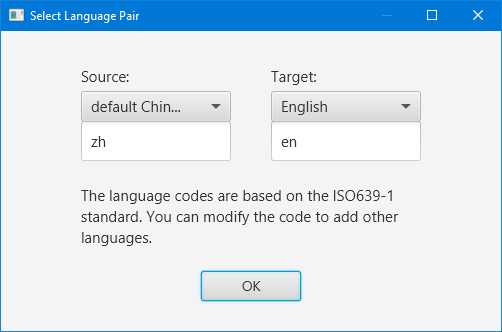 Select Language Pair
Source:
Target:
default Chin...
English
zh
en
The language codes are based on the ISO639-1
standard. You can modify the code to add other
languages.
OK